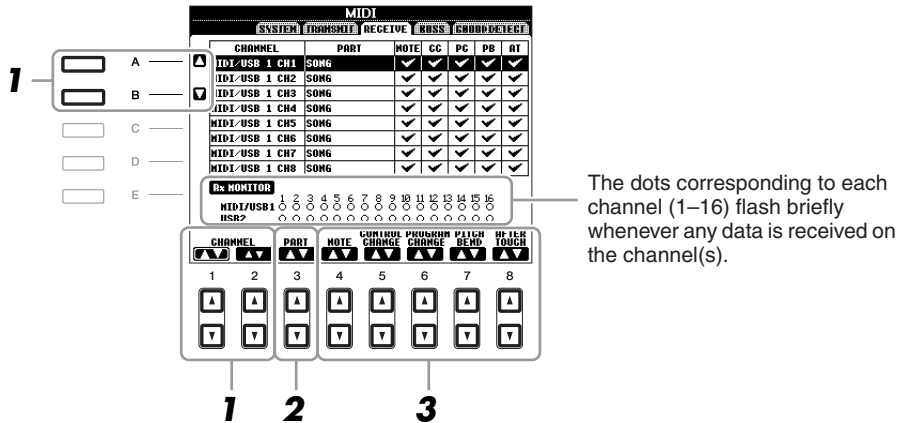 MIDI
SYSTEM TRANSMIT RECEIVE BUSS CHORD DETECT
CHANNEL PART NOTE CC PC PB AT
MIDI/USB 1 CH1 SONG
MIDI/USB 1 CH2 SONG
MIDI/USB 1 CH3 SONG
MIDI/USB 1 CH4 SONG
MIDI/USB 1 CH5 SONG
MIDI/USB 1 CH6 SONG
MIDI/USB 1 CH7 SONG
MIDI/USB 1 CH8 SONG
1
A
B
C
D
E
Rx MONITOR
1 2 3 4 5 6 7 8 9 10 11 12 13 14 15 16
MIDI/USB1
USB2
The dots corresponding to each
channel (1–16) flash briefly
whenever any data is received on
the channel(s).
CHANNEL PART NOTE CONTROL CHANGE PROGRAM CHANGE PITCH BEND AFTER TOUCH
1 2 3 4 5 6 7 8
1 2 3